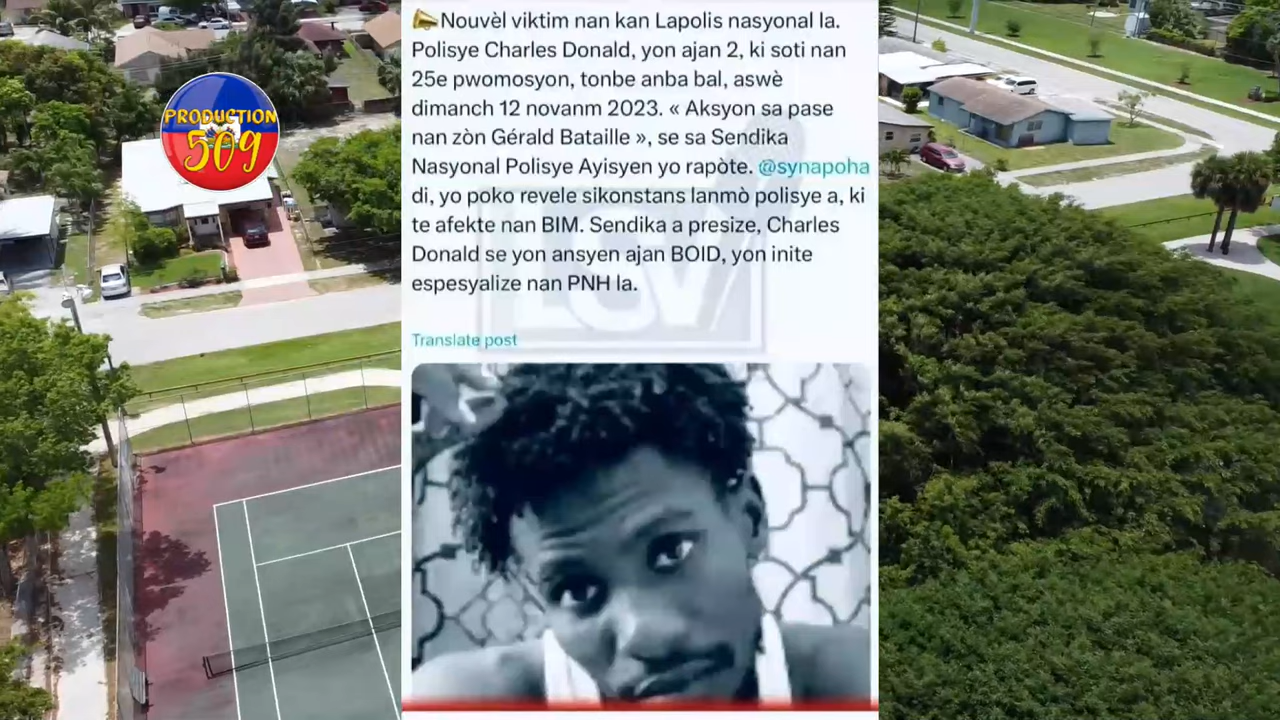 PRODUCTION
509
Nouvèl viktim nan kan Lapolis nasyonal la.
Polisye Charles Donald, yon ajan 2, ki soti nan
25e pwomosyon, tonbe anba bal, aswè
dimanch 12 novanm 2023. « Aksyon sa pase
nan zòn Gérald Bataille », se sa Sendika
Nasyonal Polisye Ayisyen yo rapòte. @synapoha
di, yo poko revele sikonstans lanmò polisye a, ki
te afekte nan BIM. Sendika a presize, Charles
Donald se yon ansyen ajan BOID, yon inite
espesyalize nan PNH la.
Translate post